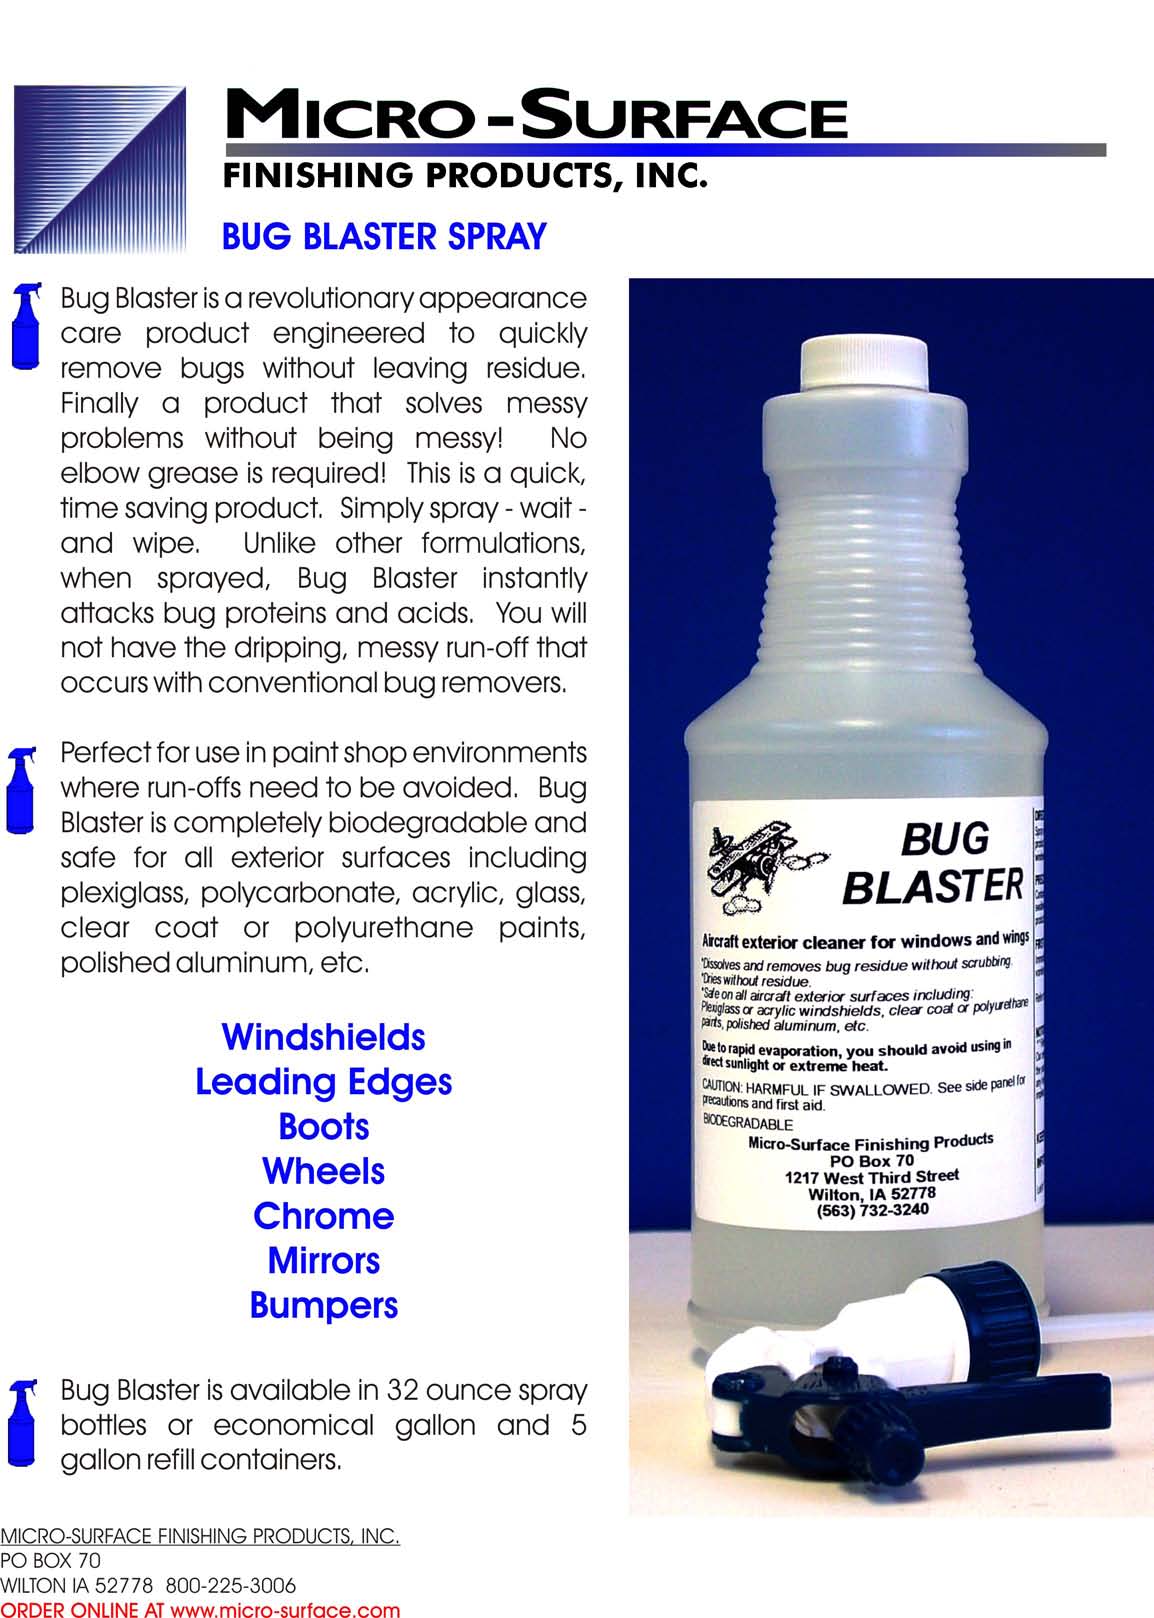 MICRO-SURFACE
FINISHING PRODUCTS, INC.
BUG BLASTER SPRAY
Bug Blaster is a revolutionary appearance
care product engineered to quickly
remove bugs without leaving residue.
Finally a product that solves messy
problems without being messy! No
elbow grease is required! This is a quick,
time saving product. Simply spray - wait -
and wipe. Unlike other formulations,
when sprayed, Bug Blaster instantly
attacks bug proteins and acids. You will
not have the dripping, messy run-off that
occurs with conventional bug removers.
Perfect for use in paint shop environments
where run-offs need to be avoided. Bug
Blaster is completely biodegradable and
safe for all exterior surfaces including
plexiglass, polycarbonate, acrylic, glass,
clear coat or polyurethane paints,
polished aluminum, etc.
Windshields
Leading Edges
Boots
Wheels
Chrome
Mirrors
Bumpers
Bug Blaster is available in 32 ounce spray
bottles or economical gallon and 5
gallon refill containers.
BUG
BLASTER
Aircraft exterior cleaner for windows and wings
*Dissolves and removes bug residue without scrubbing.
*Dries without residue.
*Safe on all aircraft exterior surfaces including:
Plexiglass or acrylic windshields, clear coat or polyurethane
paints, polished aluminum, etc.
Due to rapid evaporation, you should avoid using in
direct sunlight or extreme heat.
CAUTION: HARMFUL IF SWALLOWED. See side panel for
precautions and first aid.
BIODEGRADABLE
Micro-Surface Finishing Products
PO Box 70
1217 West Third Street
Wilton, IA 52778
(563) 732-3240
MICRO-SURFACE FINISHING PRODUCTS, INC.
PO BOX 70
WILTON IA 52778 800-225-3006
ORDER ONLINE AT www.micro-surface.com